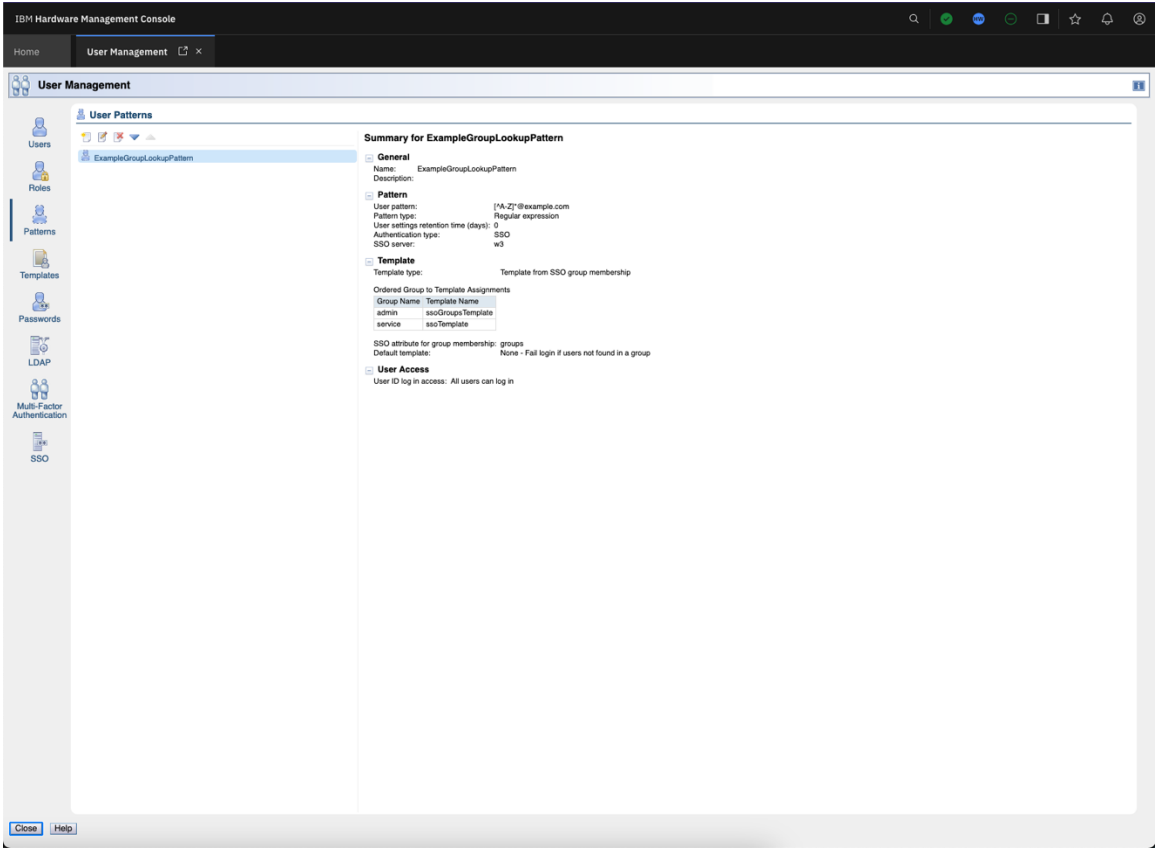 IBM Hardware Management Console
HW
Home
User Management
User Management
Users
Roles
Patterns
Templates
Passwords
LDAP
Multi-Factor
Authentication
SSO
User Patterns
ExampleGroupLookupPattern
Summary for ExampleGroupLookupPattern
General
Name: ExampleGroupLookupPattern
Description:
Pattern
User pattern: [^A-Z]*@example.com
Pattern type: Regular expression
User settings retention time (days): 0
Authentication type: SSO
SSO server: w3
Template
Template type: Template from SSO group membership
Ordered Group to Template Assignments
Group Name Template Name
admin ssoGroupsTemplate
service ssoTemplate
SSO attribute for group membership: groups
Default template: None - Fail login if users not found in a group
User Access
User ID log in access: All users can log in
Close Help